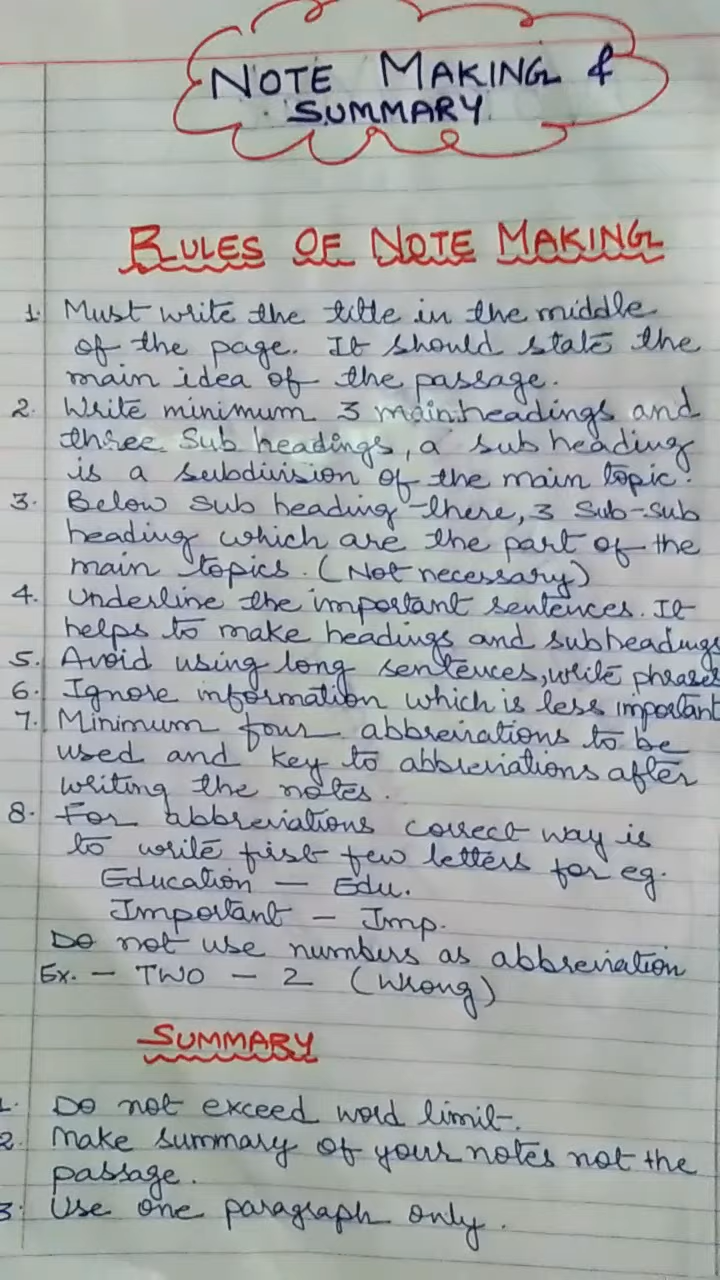 NOTE MAKING &
SUMMARY
RULES OF NOTE MAKING
1. Must write the title in the middle
of the page. It should state the
main idea of the passage.
2. Write minimum 3 main headings and
three Sub headings, a sub heading
is a subdivision of the main topic.
3. Below sub heading there, 3 Sub-sub
heading which are the part of the
main topics. (Not necessary)
4. Underline the important sentences. It
helps to make headings and subheadings
5. Avoid using long sentences, write phrases
6. Ignore information which is less important
7. Minimum four abbreviations to be
used and key to abbreviations after
writing the notes.
8. For abbreviations correct way is
to write first few letters for eg.
Education — Edu.
Important — Imp.
Do not use numbers as abbreviation
Ex. — TWO — 2 (Wrong)
SUMMARY
1. Do not exceed word limit.
2. Make summary of your notes not the
passage.
3. Use one paragraph only.